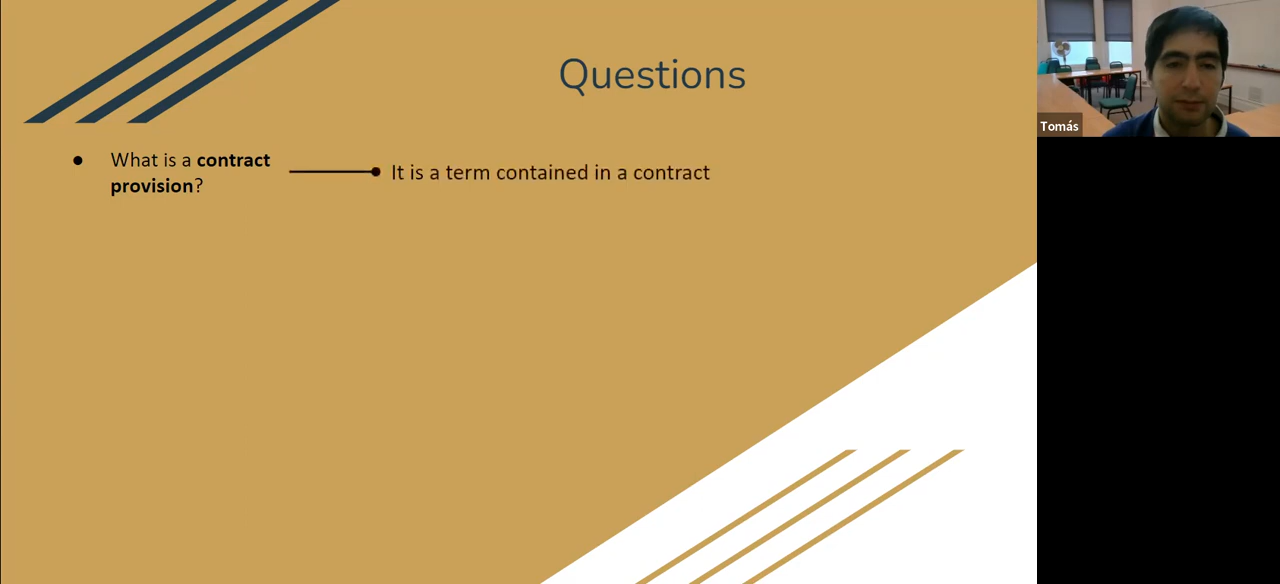 Questions
● What is a contract
provision?
It is a term contained in a contract
Tomás